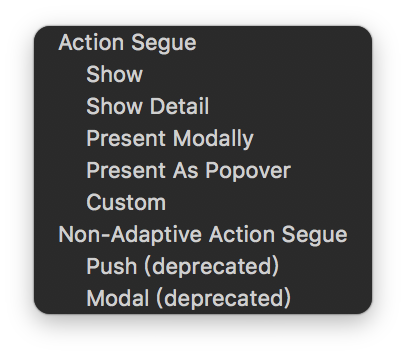 Action Segue
Show
Show Detail
Present Modally
Present As Popover
Custom
Non-Adaptive Action Segue
Push (deprecated)
Modal (deprecated)